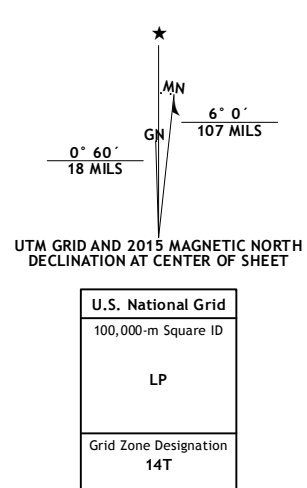 MN
6° 0´
107 MILS
GN
0° 60´
18 MILS
UTM GRID AND 2015 MAGNETIC NORTH
DECLINATION AT CENTER OF SHEET
U.S. National Grid
100,000-m Square ID
LP
Grid Zone Designation
14T